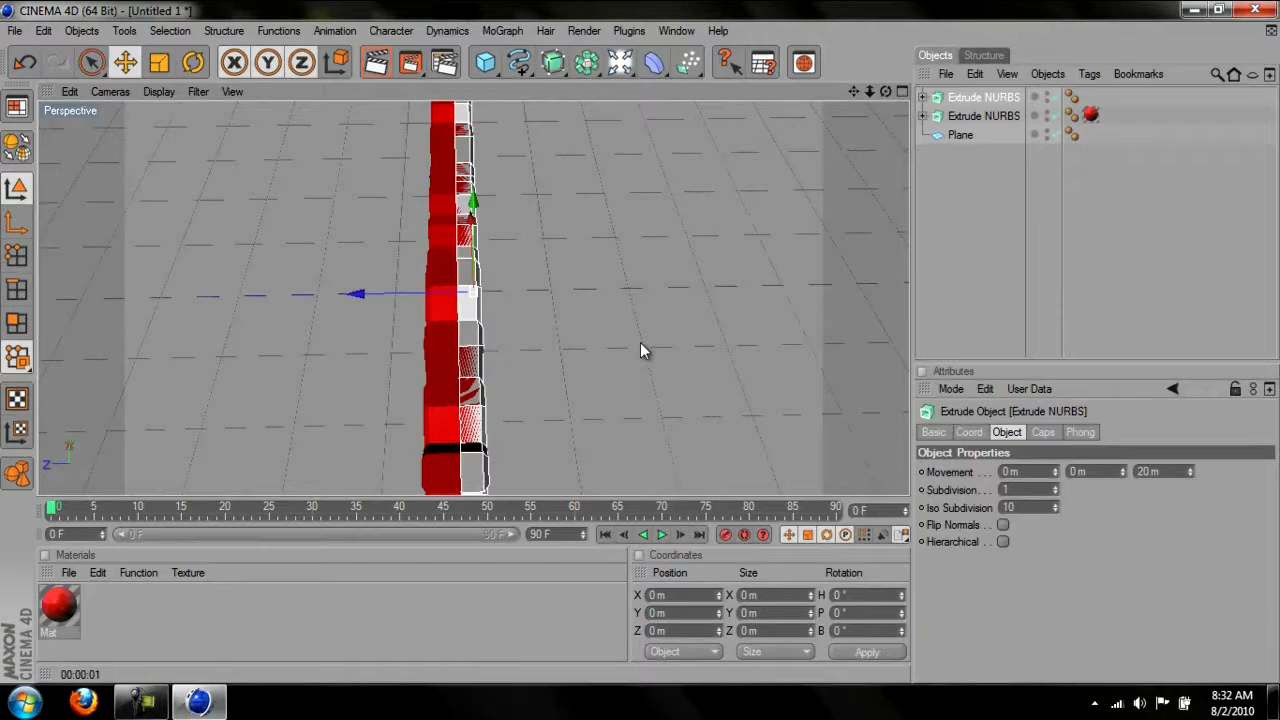 CINEMA 4D (64 Bit) - [Untitled 1 *]
File Edit Objects Tools Selection Structure Functions Animation Character Dynamics MoGraph Hair Render Plugins Window Help
Objects Structure
File Edit View Objects Tags Bookmarks
Edit Cameras Display Filter View
Perspective
Extrude NURBS
Extrude NURBS
Plane
Attributes
Mode Edit User Data
Extrude Object [Extrude NURBS]
Basic Coord Object Caps Phong
Object Properties
Movement . . . 0 m 0 m 20 m
Subdivision . . 1
Iso Subdivision 10
Flip Normals . .
Hierarchical . . .
Y
Z
0 5 10 15 20 25 30 35 40 45 50 55 60 65 70 75 80 85 90 0 F
0 F 0 F 90 F 90 F
Materials
File Edit Function Texture
Mat
Coordinates
Position Size Rotation
X 0 m X 0 m H 0 °
Y 0 m Y 0 m P 0 °
Z 0 m Z 0 m B 0 °
Object Size Apply
MAXON CINEMA 4D
00:00:01
8:32 AM
8/2/2010